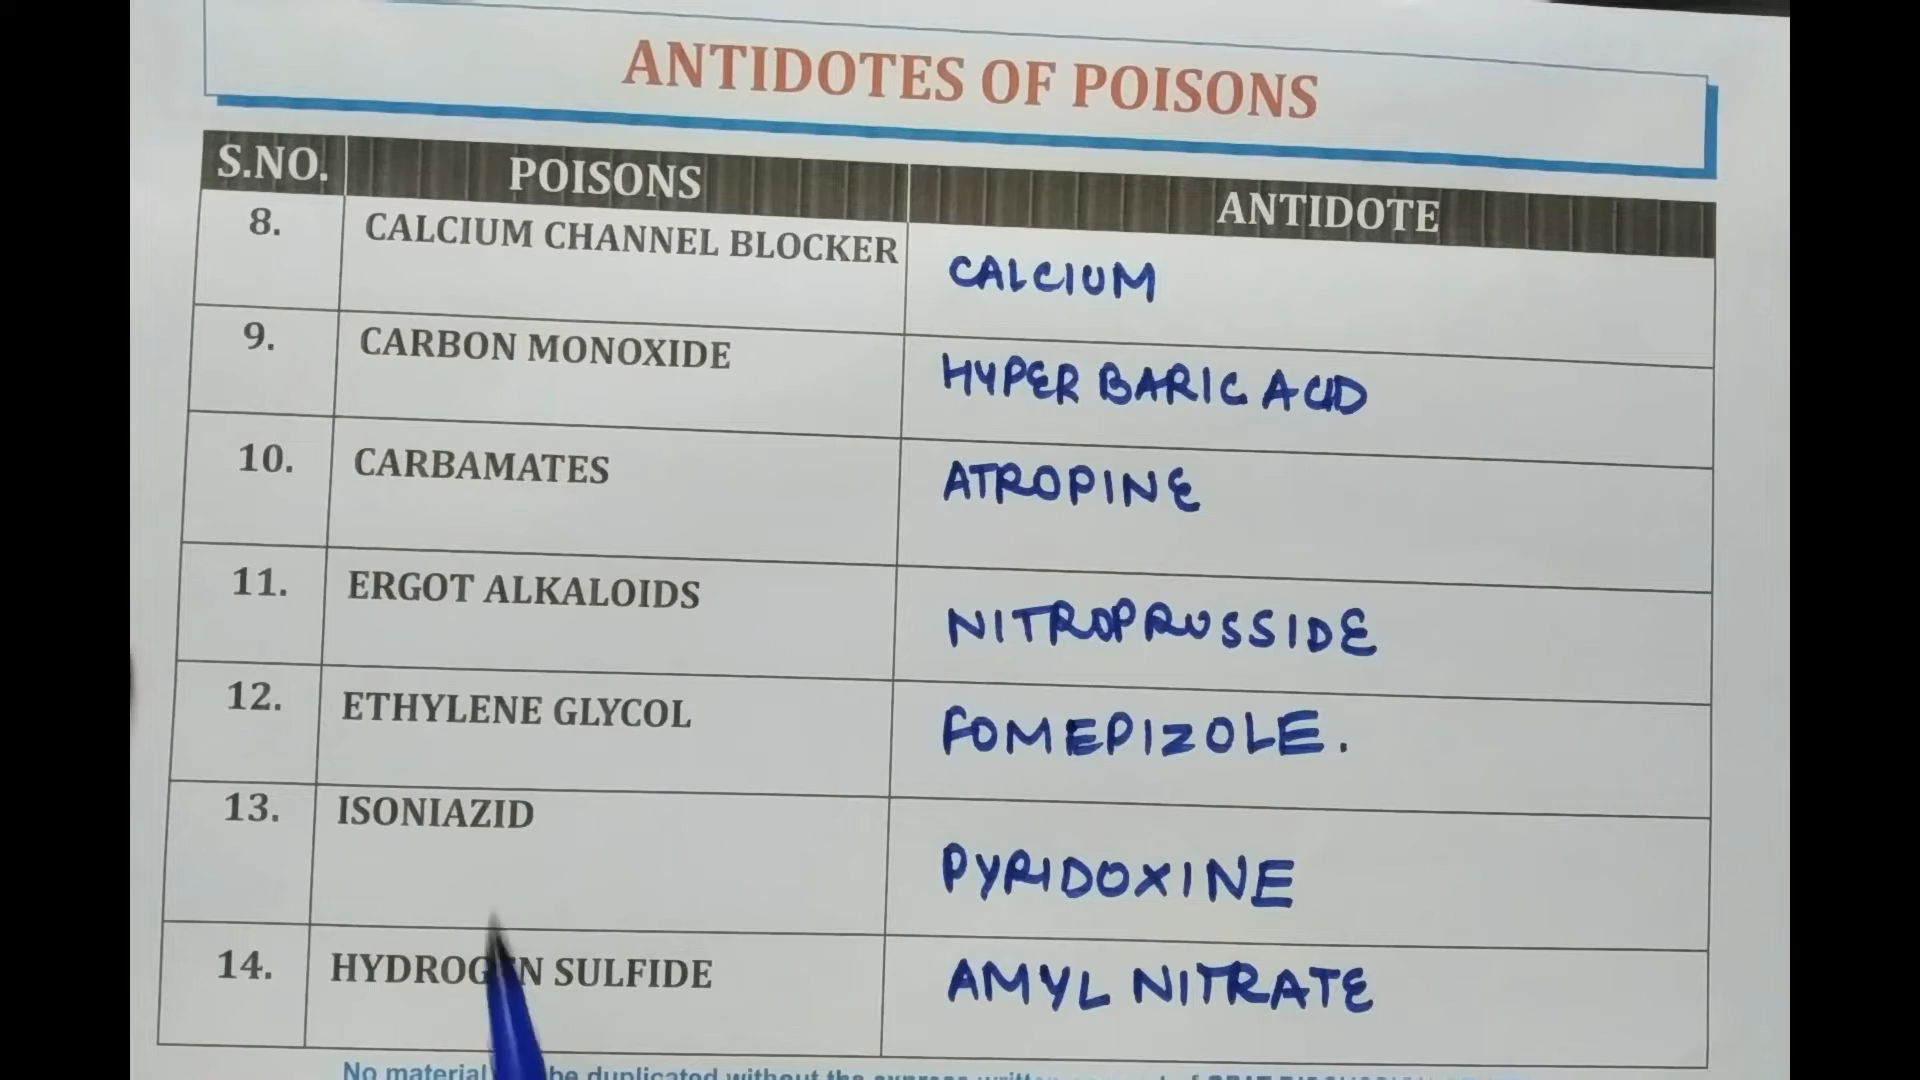 ANTIDOTES OF POISONS
S.NO. POISONS ANTIDOTE
8. CALCIUM CHANNEL BLOCKER CALCIUM
9. CARBON MONOXIDE HYPER BARIC ACID
10. CARBAMATES ATROPINE
11. ERGOT ALKALOIDS NITROPRUSSIDE
12. ETHYLENE GLYCOL FOMEPIZOLE.
13. ISONIAZID PYRIDOXINE
14. HYDROGEN SULFIDE AMYL NITRATE
No material be duplicated without the express